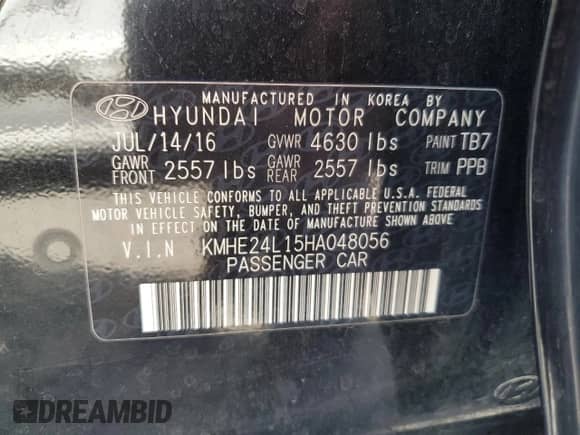 MANUFACTURED IN KOREA BY
HYUNDAI MOTOR COMPANY
JUL/14/16 GVWR 4630 lbs PAINT TB7
GAWR FRONT 2557 lbs GAWR REAR 2557 lbs TRIM PPB
THIS VEHICLE CONFORMS TO ALL APPLICABLE U.S.A. FEDERAL
MOTOR VEHICLE SAFETY, BUMPER, AND THEFT PREVENTION STANDARDS
IN EFFECT ON THE DATE OF MANUFACTURE SHOWN ABOVE.
V.I.N KMHE24L15HA048056
PASSENGER CAR
DREAMBID